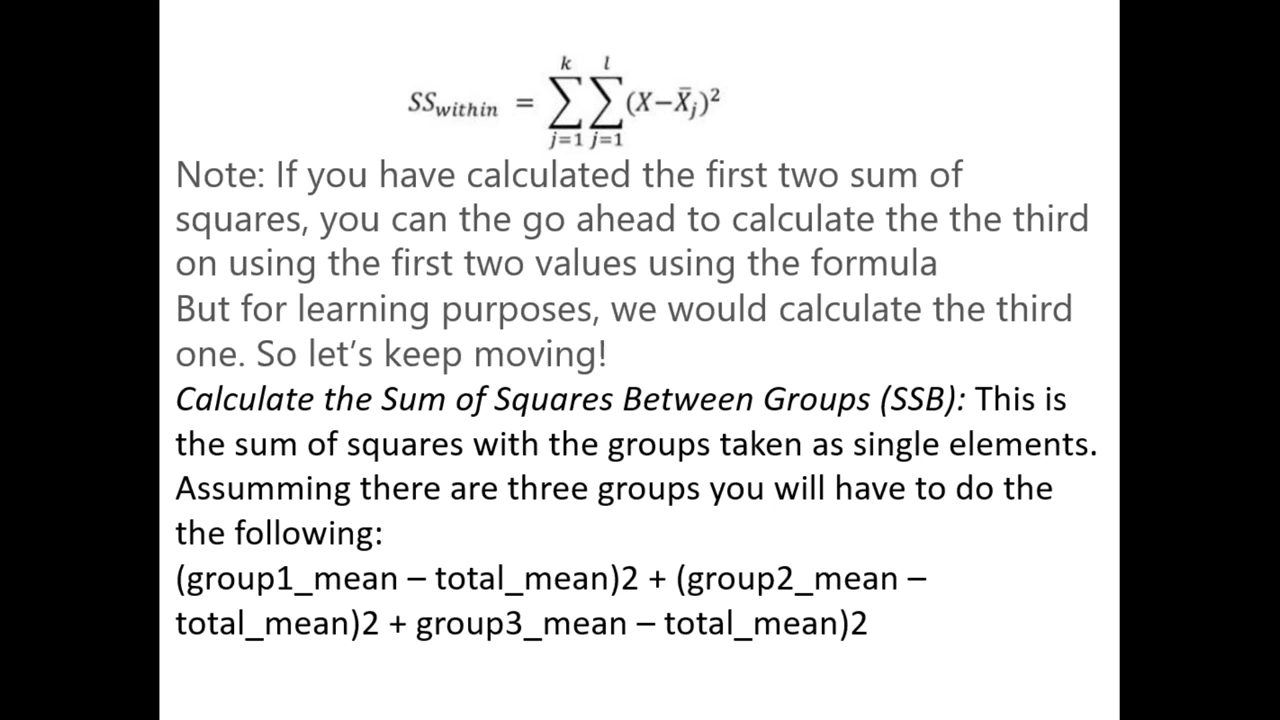 SSwithin = ∑∑(X−X̄j)²
k l
j=1 j=1
Note: If you have calculated the first two sum of
squares, you can the go ahead to calculate the the third
on using the first two values using the formula
But for learning purposes, we would calculate the third
one. So let’s keep moving!
Calculate the Sum of Squares Between Groups (SSB): This is
the sum of squares with the groups taken as single elements.
Assumming there are three groups you will have to do the
the following:
(group1_mean – total_mean)2 + (group2_mean –
total_mean)2 + group3_mean – total_mean)2